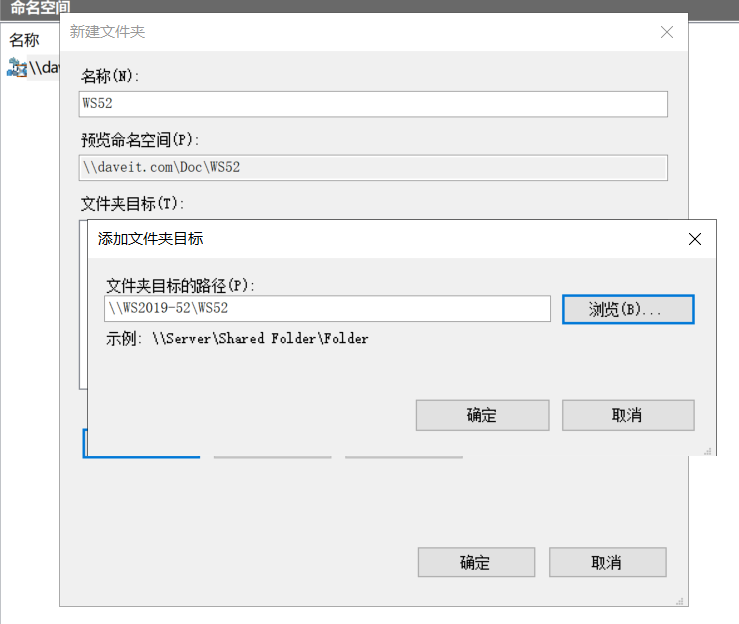 命名空间
新建文件夹
名称
\\da
名称(N):
WS52
预览命名空间(P):
\\daveit.com\Doc\WS52
文件夹目标(T):
添加文件夹目标
文件夹目标的路径(P):
\\WS2019-52\WS52
浏览(B)...
示例: \\Server\Shared Folder\Folder
确定
取消
确定
取消